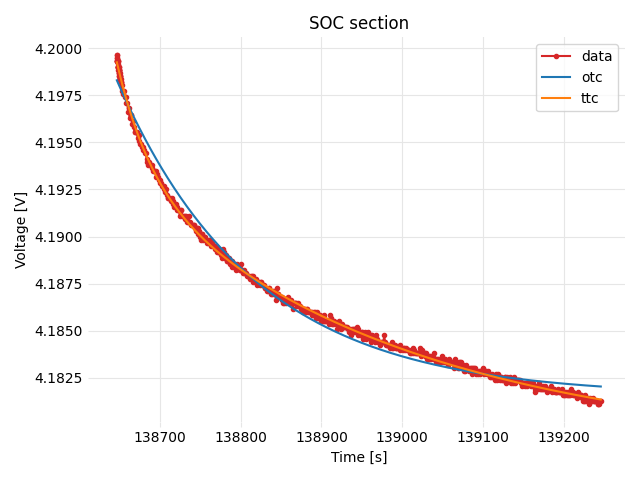 SOC section
4.2000
4.1975
4.1950
4.1925
4.1900
4.1875
4.1850
4.1825
Voltage [V]
data
otc
ttc
138700 138800 138900 139000 139100 139200
Time [s]